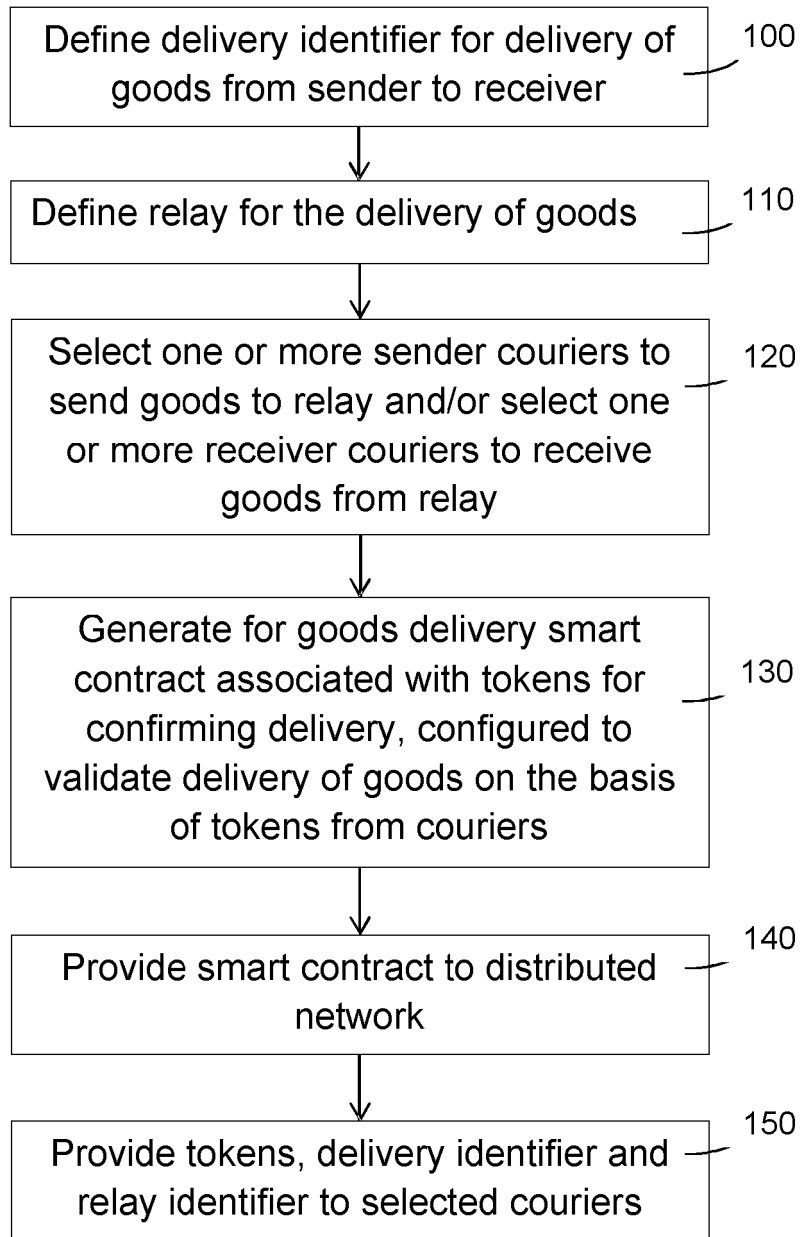 Define delivery identifier for delivery of
goods from sender to receiver
100
Define relay for the delivery of goods
110
Select one or more sender couriers to
send goods to relay and/or select one
or more receiver couriers to receive
goods from relay
120
Generate for goods delivery smart
contract associated with tokens for
confirming delivery, configured to
validate delivery of goods on the basis
of tokens from couriers
130
Provide smart contract to distributed
network
140
Provide tokens, delivery identifier and
relay identifier to selected couriers
150